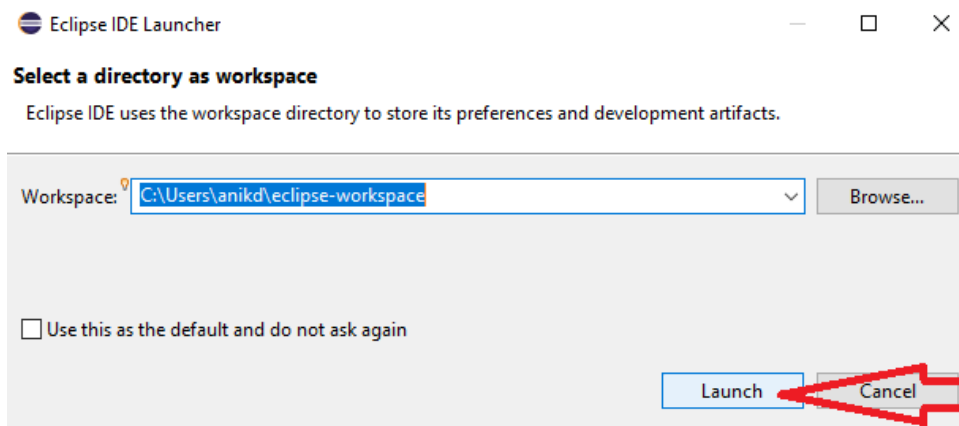 Eclipse IDE Launcher
Select a directory as workspace
Eclipse IDE uses the workspace directory to store its preferences and development artifacts.
Workspace: C:\Users\anikd\eclipse-workspace Browse...
Use this as the default and do not ask again
Launch Cancel